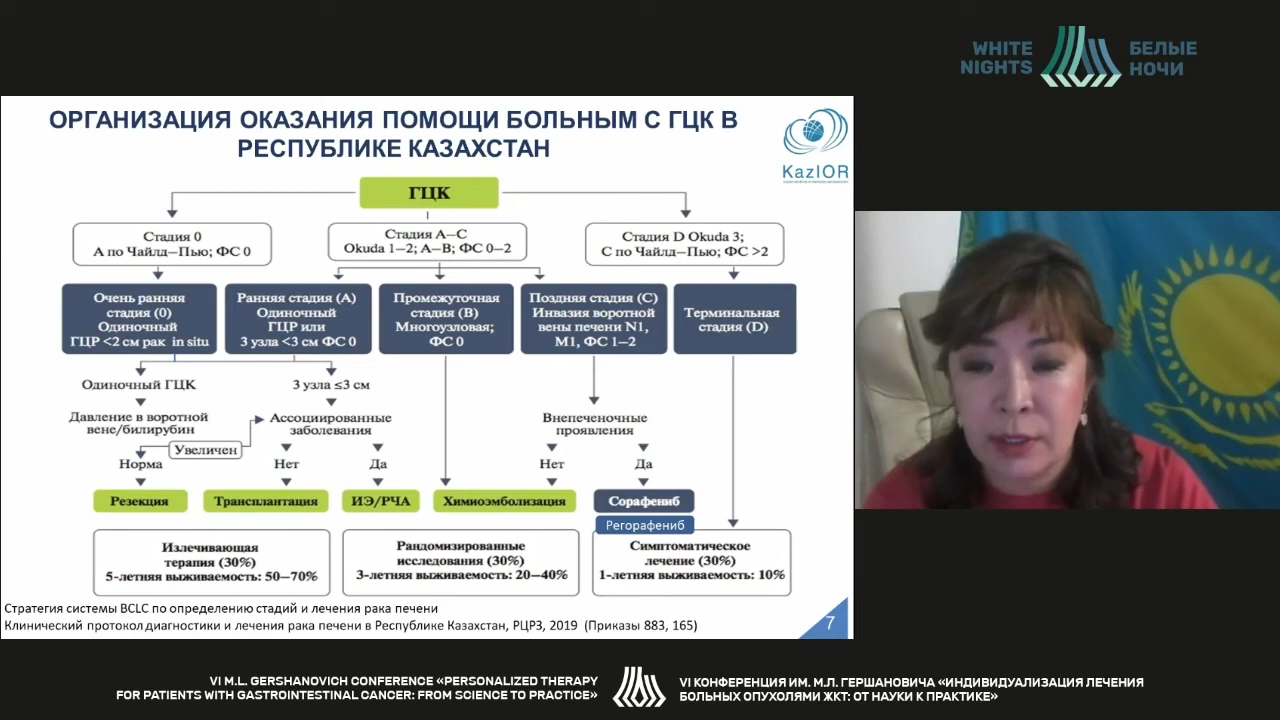 WHITE
NIGHTS
БЕЛЫЕ
НОЧИ
ОРГАНИЗАЦИЯ ОКАЗАНИЯ ПОМОЩИ БОЛЬНЫМ С ГЦК В
РЕСПУБЛИКЕ КАЗАХСТАН
KazIOR
ГЦК
Стадия 0
А по Чайлд–Пью; ФС 0
Стадия А–С
Okuda 1–2; А–В; ФС 0–2
Стадия D Okuda 3;
С по Чайлд–Пью; ФС >2
Очень ранняя
стадия (0)
Одиночный
ГЦР <2 см рак in situ
Ранняя стадия (А)
Одиночный
ГЦР или
3 узла <3 см ФС 0
Промежуточная
стадия (В)
Многоузловая;
ФС 0
Поздняя стадия (С)
Инвазия воротной
вены печени N1,
М1, ФС 1–2
Терминальная
стадия (D)
Одиночный ГЦК
3 узла ≤3 см
Давление в воротной
вене/билирубин
Ассоциированные
заболевания
Внепеченочные
проявления
Увеличен
Норма
Нет
Да
Нет
Да
Резекция
Трансплантация
ИЭ/РЧА
Химиоэмболизация
Сорафениб
Регорафениб
Излечивающая
терапия (30%)
5-летняя выживаемость: 50–70%
Рандомизированные
исследования (30%)
3-летняя выживаемость: 20–40%
Симптоматическое
лечение (30%)
1-летняя выживаемость: 10%
Стратегия системы BCLC по определению стадий и лечения рака печени
Клинический протокол диагностики и лечения рака печени в Республике Казахстан, РЦРЗ, 2019 (Приказы 883, 165)
7
VI M.L. GERSHANOVICH CONFERENCE «PERSONALIZED THERAPY
FOR PATIENTS WITH GASTROINTESTINAL CANCER: FROM SCIENCE TO PRACTICE»
VI КОНФЕРЕНЦИЯ ИМ. М.Л. ГЕРШАНОВИЧА «ИНДИВИДУАЛИЗАЦИЯ ЛЕЧЕНИЯ
БОЛЬНЫХ ОПУХОЛЯМИ ЖКТ: ОТ НАУКИ К ПРАКТИКЕ»